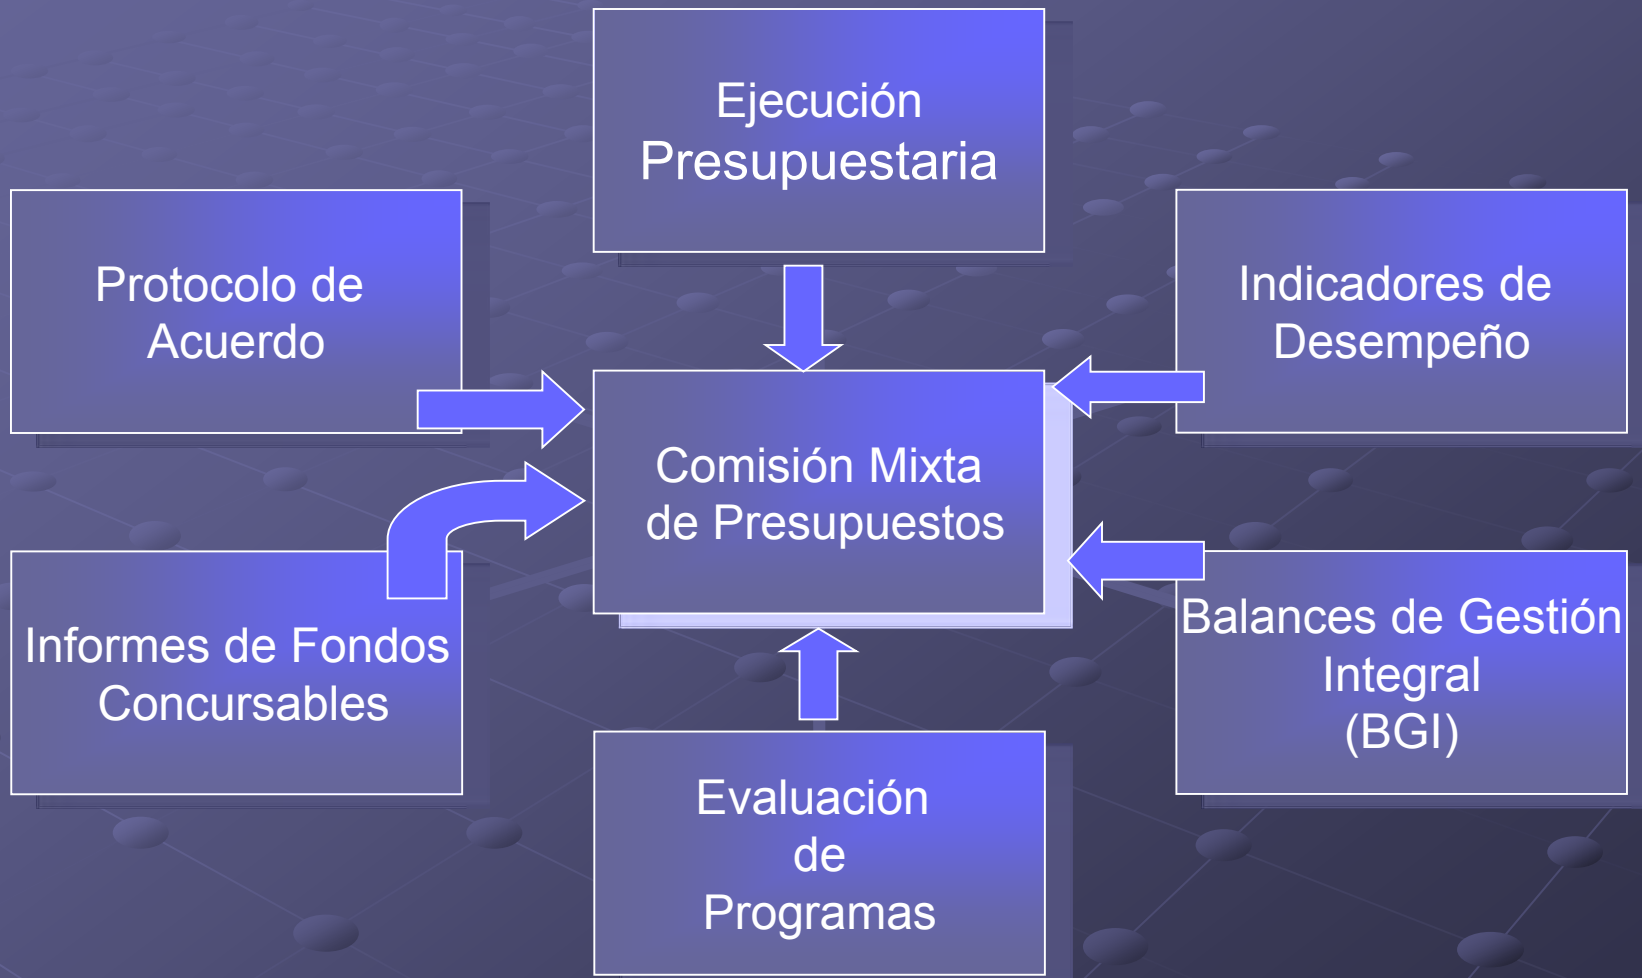 Ejecución
Presupuestaria
Protocolo de
Acuerdo
Indicadores de
Desempeño
Comisión Mixta
de Presupuestos
Informes de Fondos
Concursables
Balances de Gestión
Integral
(BGI)
Evaluación
de
Programas